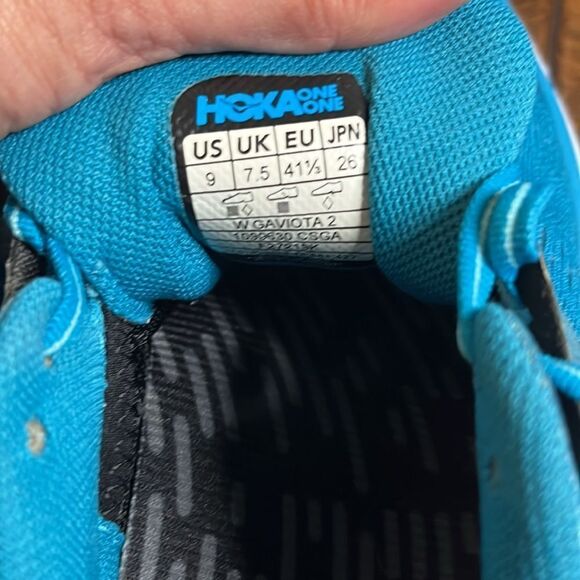 HOKA ONE ONE
US UK EU JPN
9 7.5 41⅓ 26
W GAVIOTA 2
1099630 CSGA